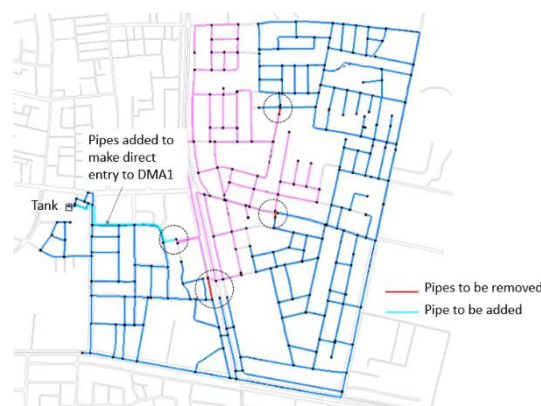 Pipes added to
make direct
entry to DMA1
Tank
Pipes to be removed
Pipe to be added